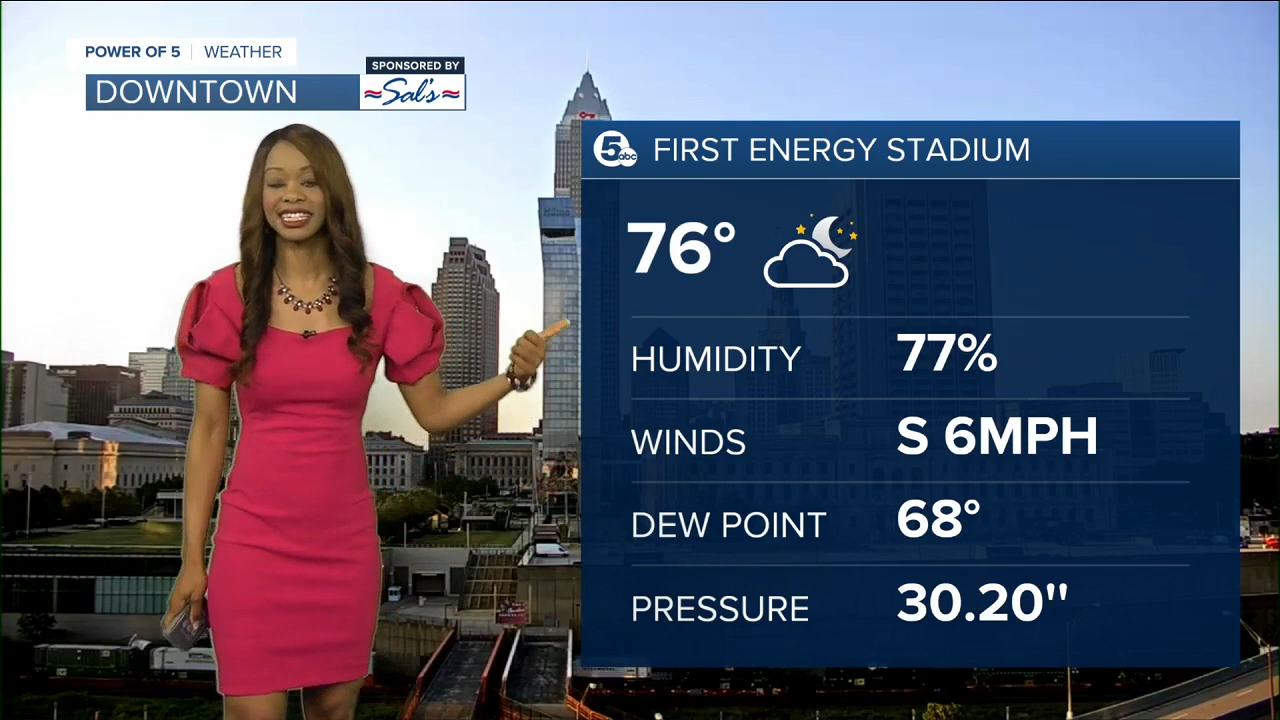 POWER OF 5 | WEATHER
SPONSORED BY
DOWNTOWN
Sal's
5 abc
FIRST ENERGY STADIUM
76°
HUMIDITY 77%
WINDS S 6MPH
DEW POINT 68°
PRESSURE 30.20"